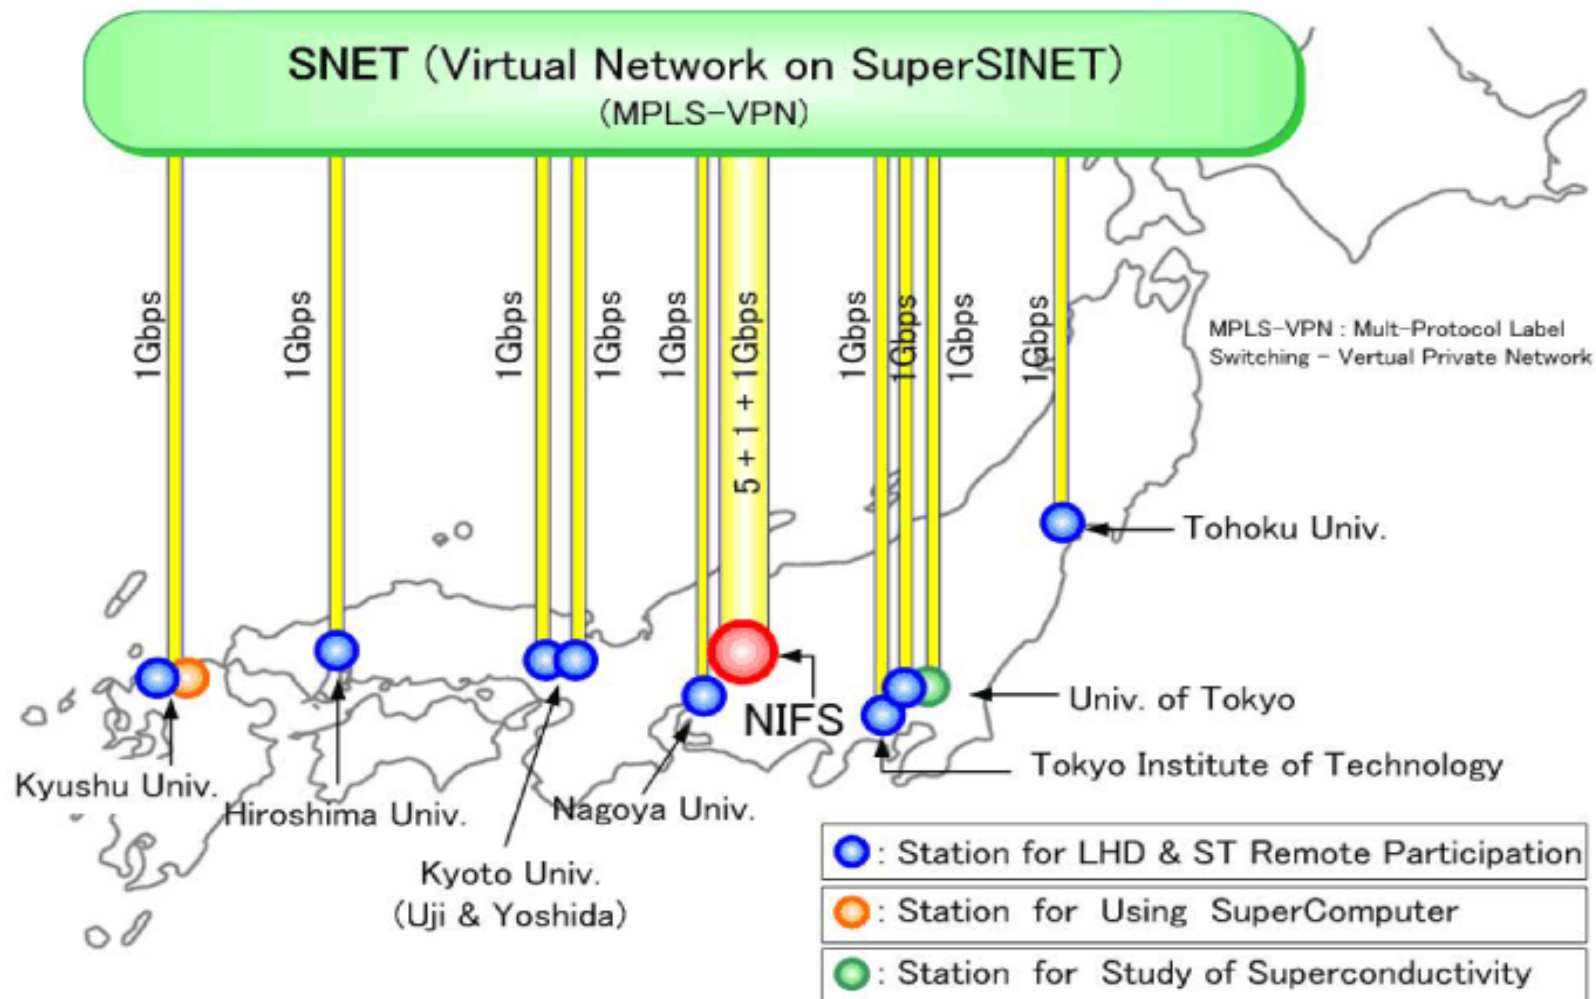 SNET (Virtual Network on SuperSINET)
(MPLS-VPN)
1Gbps
1Gbps
1Gbps
1Gbps
1Gbps
5 + 1 + 1Gbps
1Gbps
1Gbps
1Gbps
1Gbps
MPLS-VPN : Mult-Protocol Label
Switching - Vertual Private Network
Tohoku Univ.
NIFS
Univ. of Tokyo
Tokyo Institute of Technology
Kyushu Univ.
Hiroshima Univ.
Nagoya Univ.
Kyoto Univ.
(Uji & Yoshida)
: Station for LHD & ST Remote Participation
: Station for Using SuperComputer
: Station for Study of Superconductivity